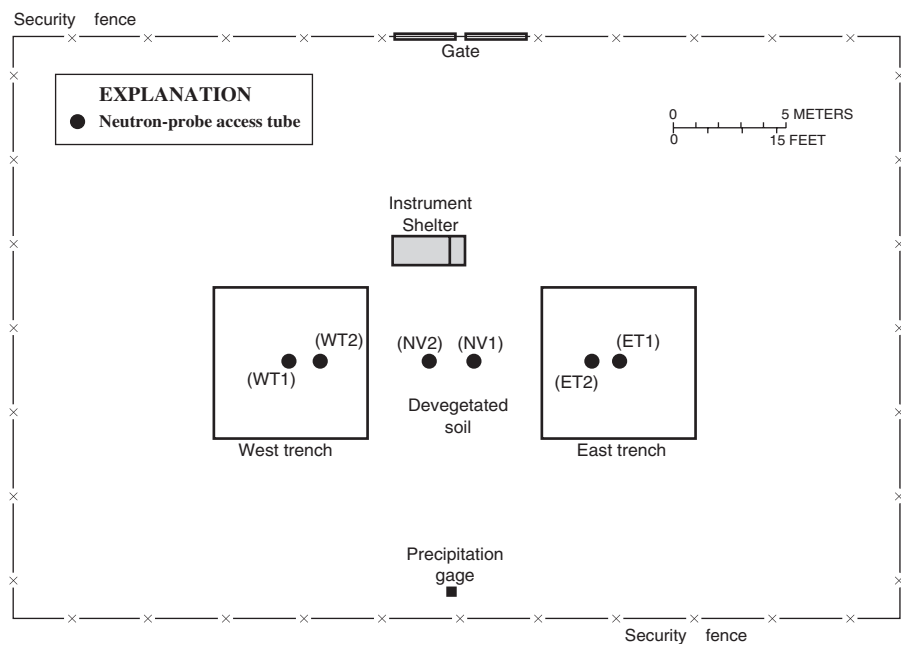 Security fence
Gate
EXPLANATION
Neutron-probe access tube
0 5 METERS
0 15 FEET
Instrument
Shelter
(WT2)
(WT1)
(NV2) (NV1)
(ET1)
(ET2)
Devegetated
soil
West trench
East trench
Precipitation
gage
Security fence